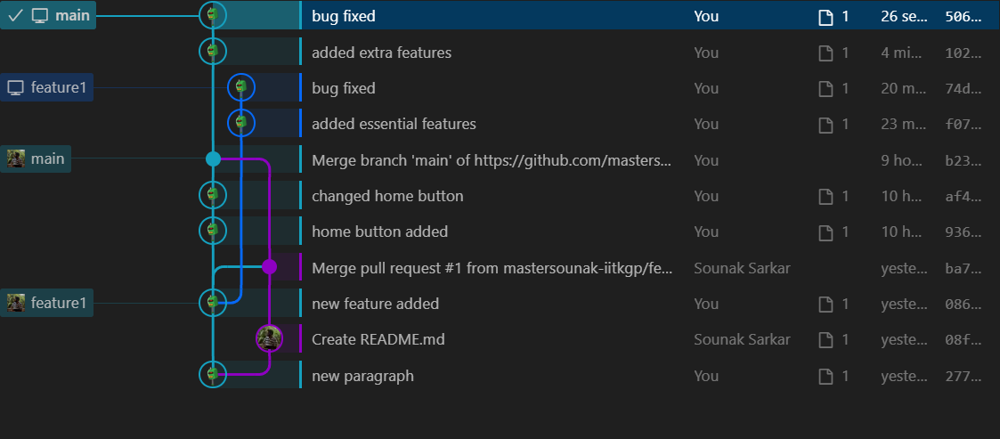 main bug fixed You 1 26 se... 506...
added extra features You 1 4 mi... 102...
feature1 bug fixed You 1 20 m... 74d...
added essential features You 1 23 m... f07...
main Merge branch 'main' of https://github.com/masters... You 9 ho... b23...
changed home button You 1 10 h... af4...
home button added You 1 10 h... 936...
Merge pull request #1 from mastersounak-iitkgp/fe... Sounak Sarkar yeste... ba7...
feature1 new feature added You 1 yeste... 086...
Create README.md Sounak Sarkar 1 yeste... 08f...
new paragraph You 1 yeste... 277...